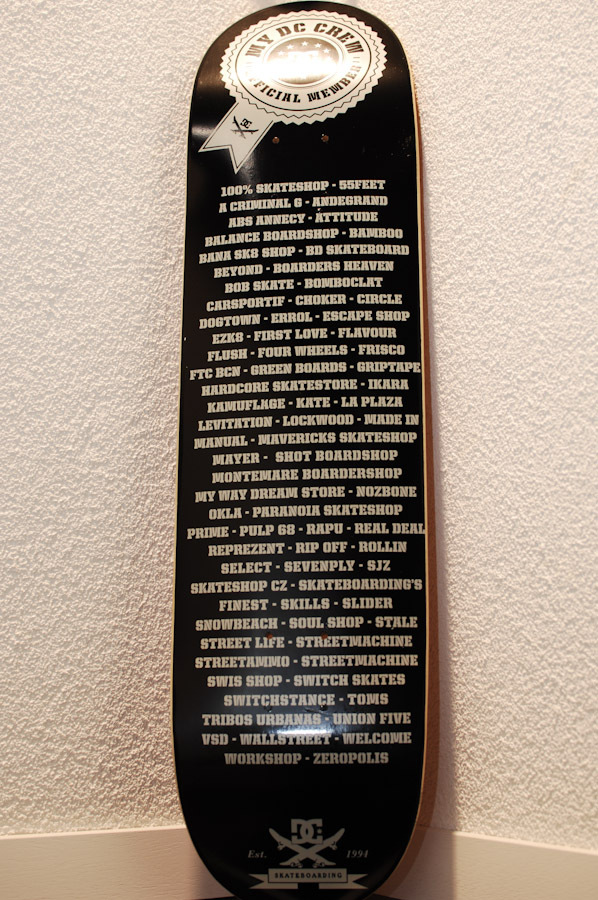 MY DC CREW
OFFICIAL MEMBER
DC
100% SKATESHOP - 55FEET
A CRIMINAL G - ANDEGRAND
ABS ANNECY - ATTITUDE
BALANCE BOARDSHOP - BAMBOO
BANA SK8 SHOP - BD SKATEBOARD
BEYOND - BOARDERS HEAVEN
BOB SKATE - BOMBOCLAT
CARSPORTIF - CHOKER - CIRCLE
DOGTOWN - ERROL - ESCAPE SHOP
EZK8 - FIRST LOVE - FLAVOUR
FLUSH - FOUR WHEELS - FRISCO
FTC BCN - GREEN BOARDS - GRIPTAPE
HARDCORE SKATESTORE - IKARA
KAMUFLAGE - KATE - LA PLAZA
LEVITATION - LOCKWOOD - MADE IN
MANUAL - MAVERICKS SKATESHOP
MAYER - SHOT BOARDSHOP
MONTEMARE BOARDERSHOP
MY WAY DREAM STORE - NOZBONE
OKLA - PARANOIA SKATESHOP
PRIME - PULP 68 - RAPU - REAL DEAL
REPREZENT - RIP OFF - ROLLIN
SELECT - SEVENPLY - SJZ
SKATESHOP CZ - SKATEBOARDING'S
FINEST - SKILLS - SLIDER
SNOWBEACH - SOUL SHOP - STALE
STREET LIFE - STREETMACHINE
STREETAMMO - STREETMACHINE
SWIS SHOP - SWITCH SKATES
SWITCHSTANCE - TOMS
TRIBOS URBANAS - UNION FIVE
VSD - WALLSTREET - WELCOME
WORKSHOP - ZEROPOLIS
DC
Est. 1994
SKATEBOARDING